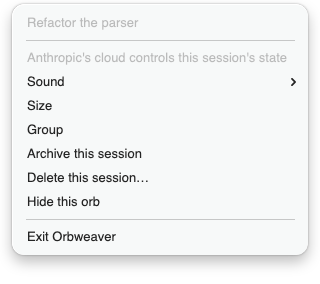 Refactor the parser
Anthropic's cloud controls this session's state
Sound
Size
Group
Archive this session
Delete this session…
Hide this orb
Exit Orbweaver